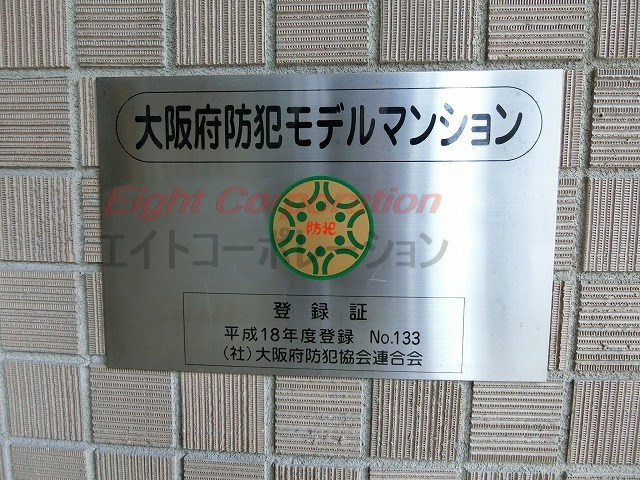 大阪府防犯モデルマンション
Eight Corporation
防犯
エイトコーポレーション
登録証
平成18年度登録 No.133
(社)大阪府防犯協会連合会